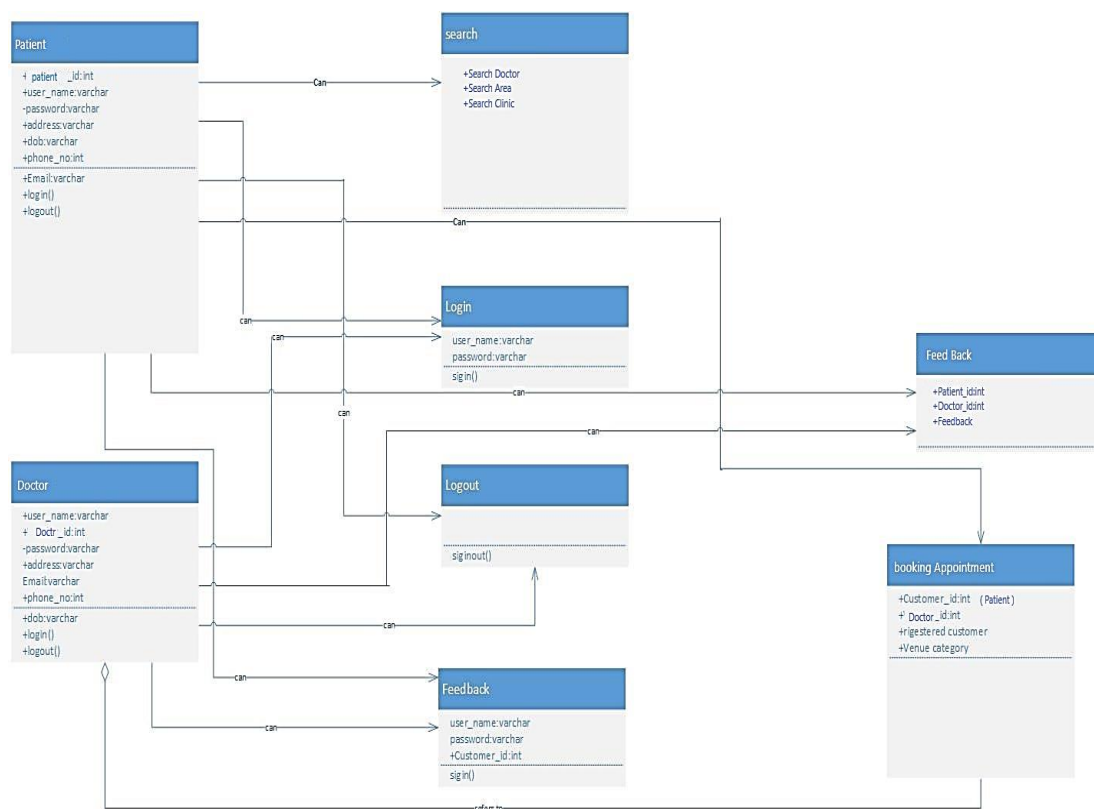 Patient
+ patient _id:int
+user_name:varchar
-password:varchar
+address:varchar
+dob:varchar
+phone_no:int
+Email:varchar
+login()
+logout()
search
+Search Doctor
+Search Area
+Search Clinic
Can
Can
Login
user_name:varchar
password:varchar
sigin()
can
can
can
can
can
Feed Back
+Patient_id:int
+Doctor_id:int
+Feedback
Doctor
+user_name:varchar
+ Doctr_id:int
-password:varchar
+address:varchar
Email:varchar
+phone_no:int
+dob:varchar
+login()
+logout()
Logout
siginout()
can
booking Appointment
+Customer_id:int (Patient)
+ Doctor_id:int
+rigestered customer
+Venue category
can
can
Feedback
user_name:varchar
password:varchar
+Customer_id:int
sigin()
refers to